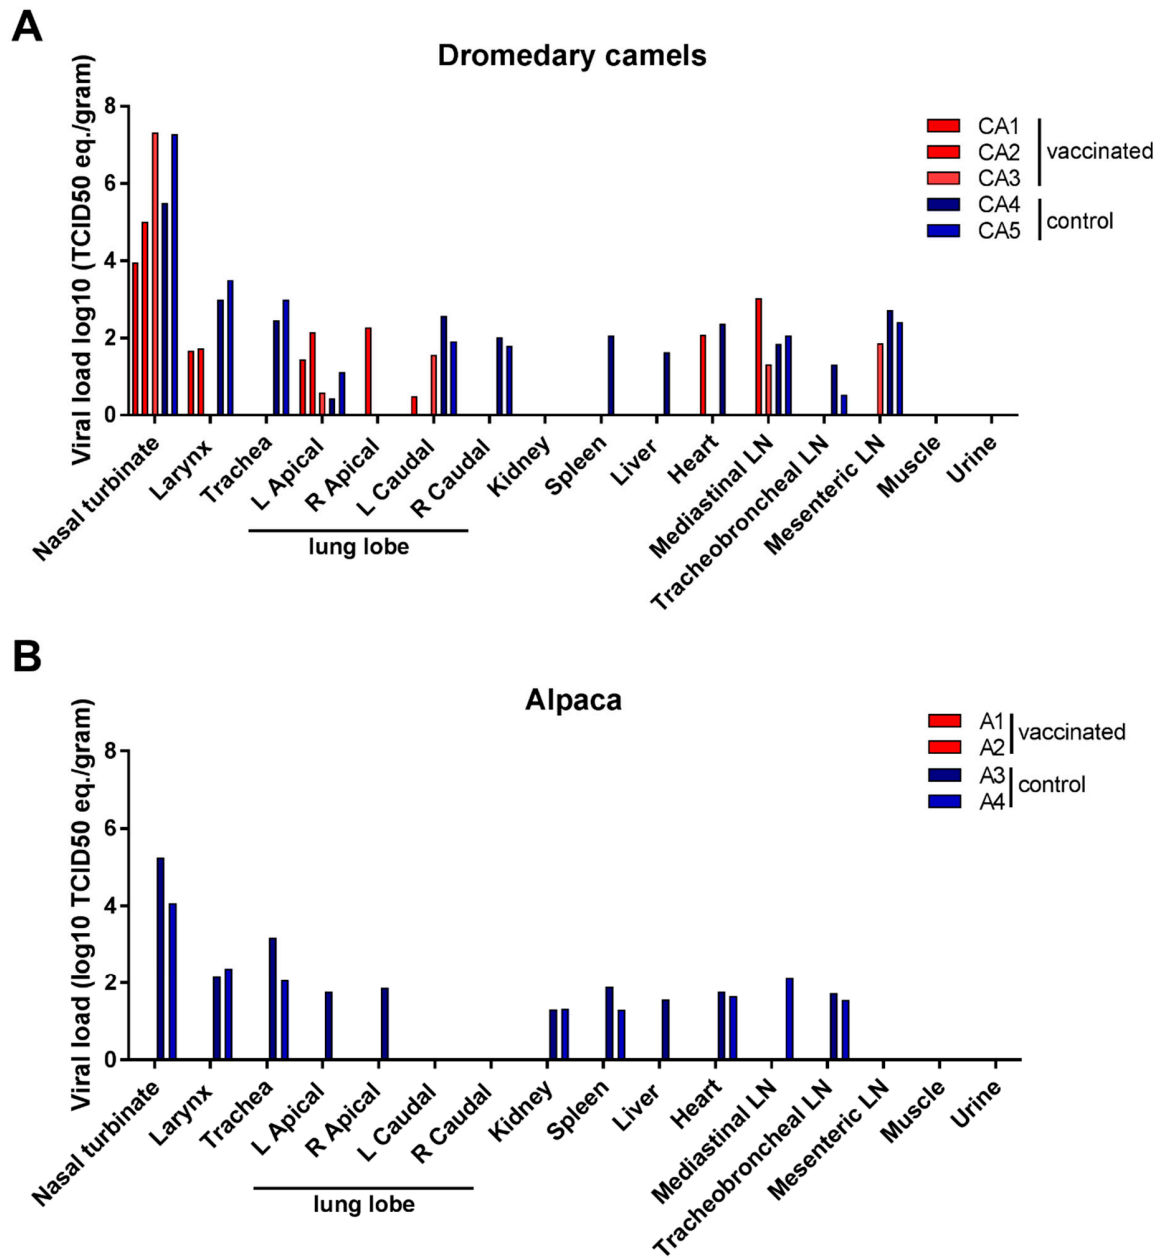 A
Dromedary camels
Viral load log10 (TCID50 eq./gram)
8
6
4
2
0
CA1
CA2
CA3
CA4
CA5
vaccinated
control
Nasal turbinate
Larynx
Trachea
L Apical
R Apical
L Caudal
R Caudal
Kidney
Spleen
Liver
Heart
Mediastinal LN
Tracheobroncheal LN
Mesenteric LN
Muscle
Urine
lung lobe
B
Alpaca
Viral load (log10 TCID50 eq./gram)
8
6
4
2
0
A1
A2
A3
A4
vaccinated
control
Nasal turbinate
Larynx
Trachea
L Apical
R Apical
L Caudal
R Caudal
Kidney
Spleen
Liver
Heart
Mediastinal LN
Tracheobroncheal LN
Mesenteric LN
Muscle
Urine
lung lobe